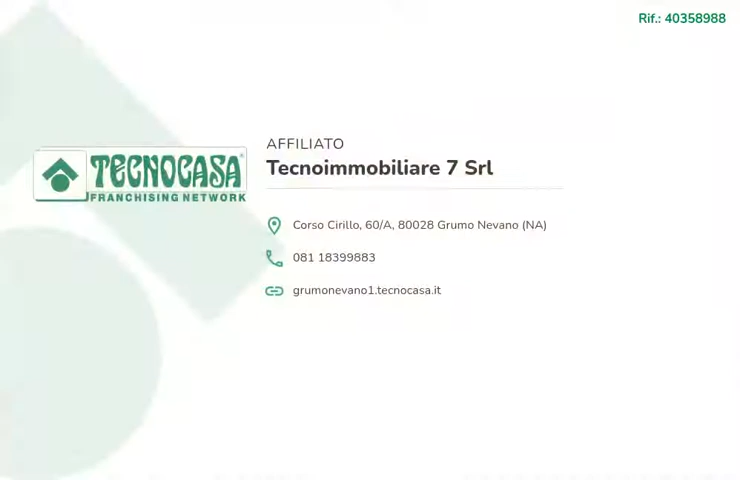 Rif.: 40358988
AFFILIATO
Tecnoimmobiliare 7 Srl
TECNOCASA
FRANCHISING NETWORK
Corso Cirillo, 60/A, 80028 Grumo Nevano (NA)
081 18399883
grumonevano1.tecnocasa.it